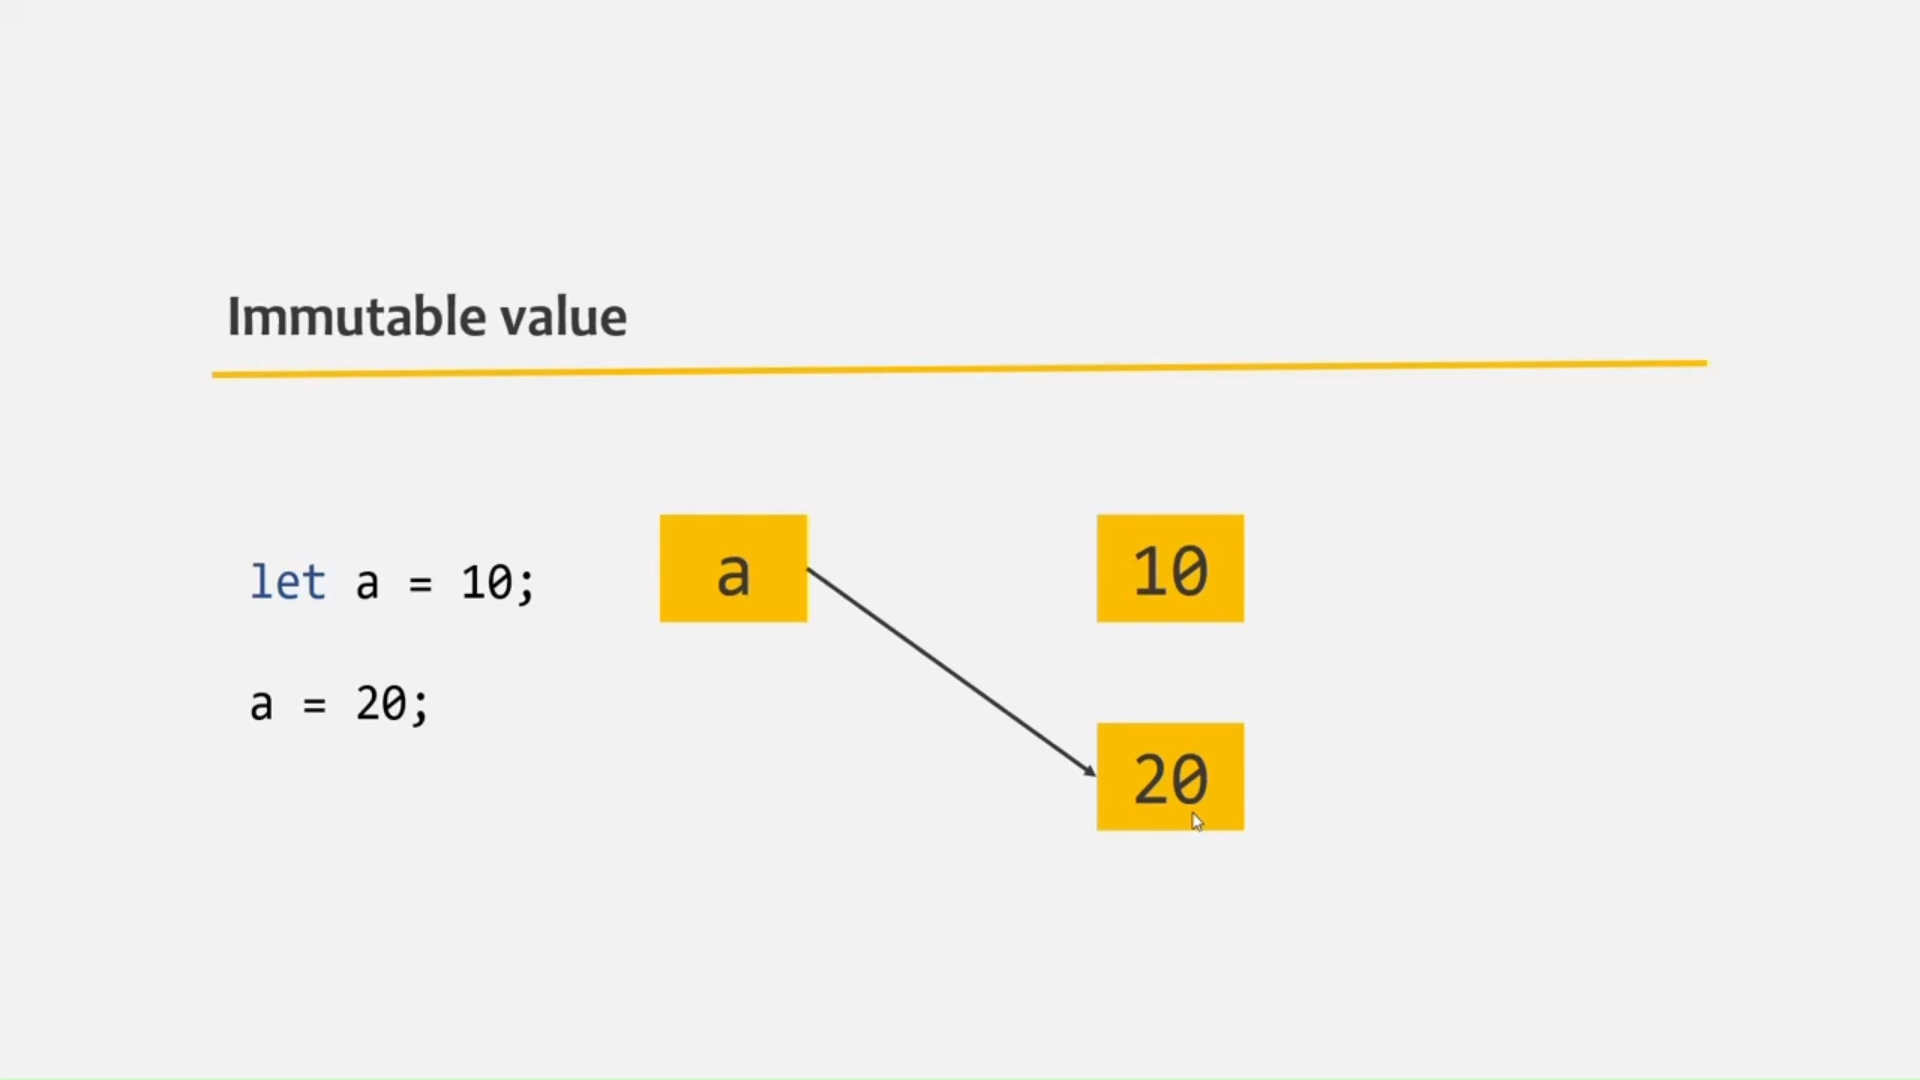 Immutable value
let a = 10;
a = 20;
a
10
20